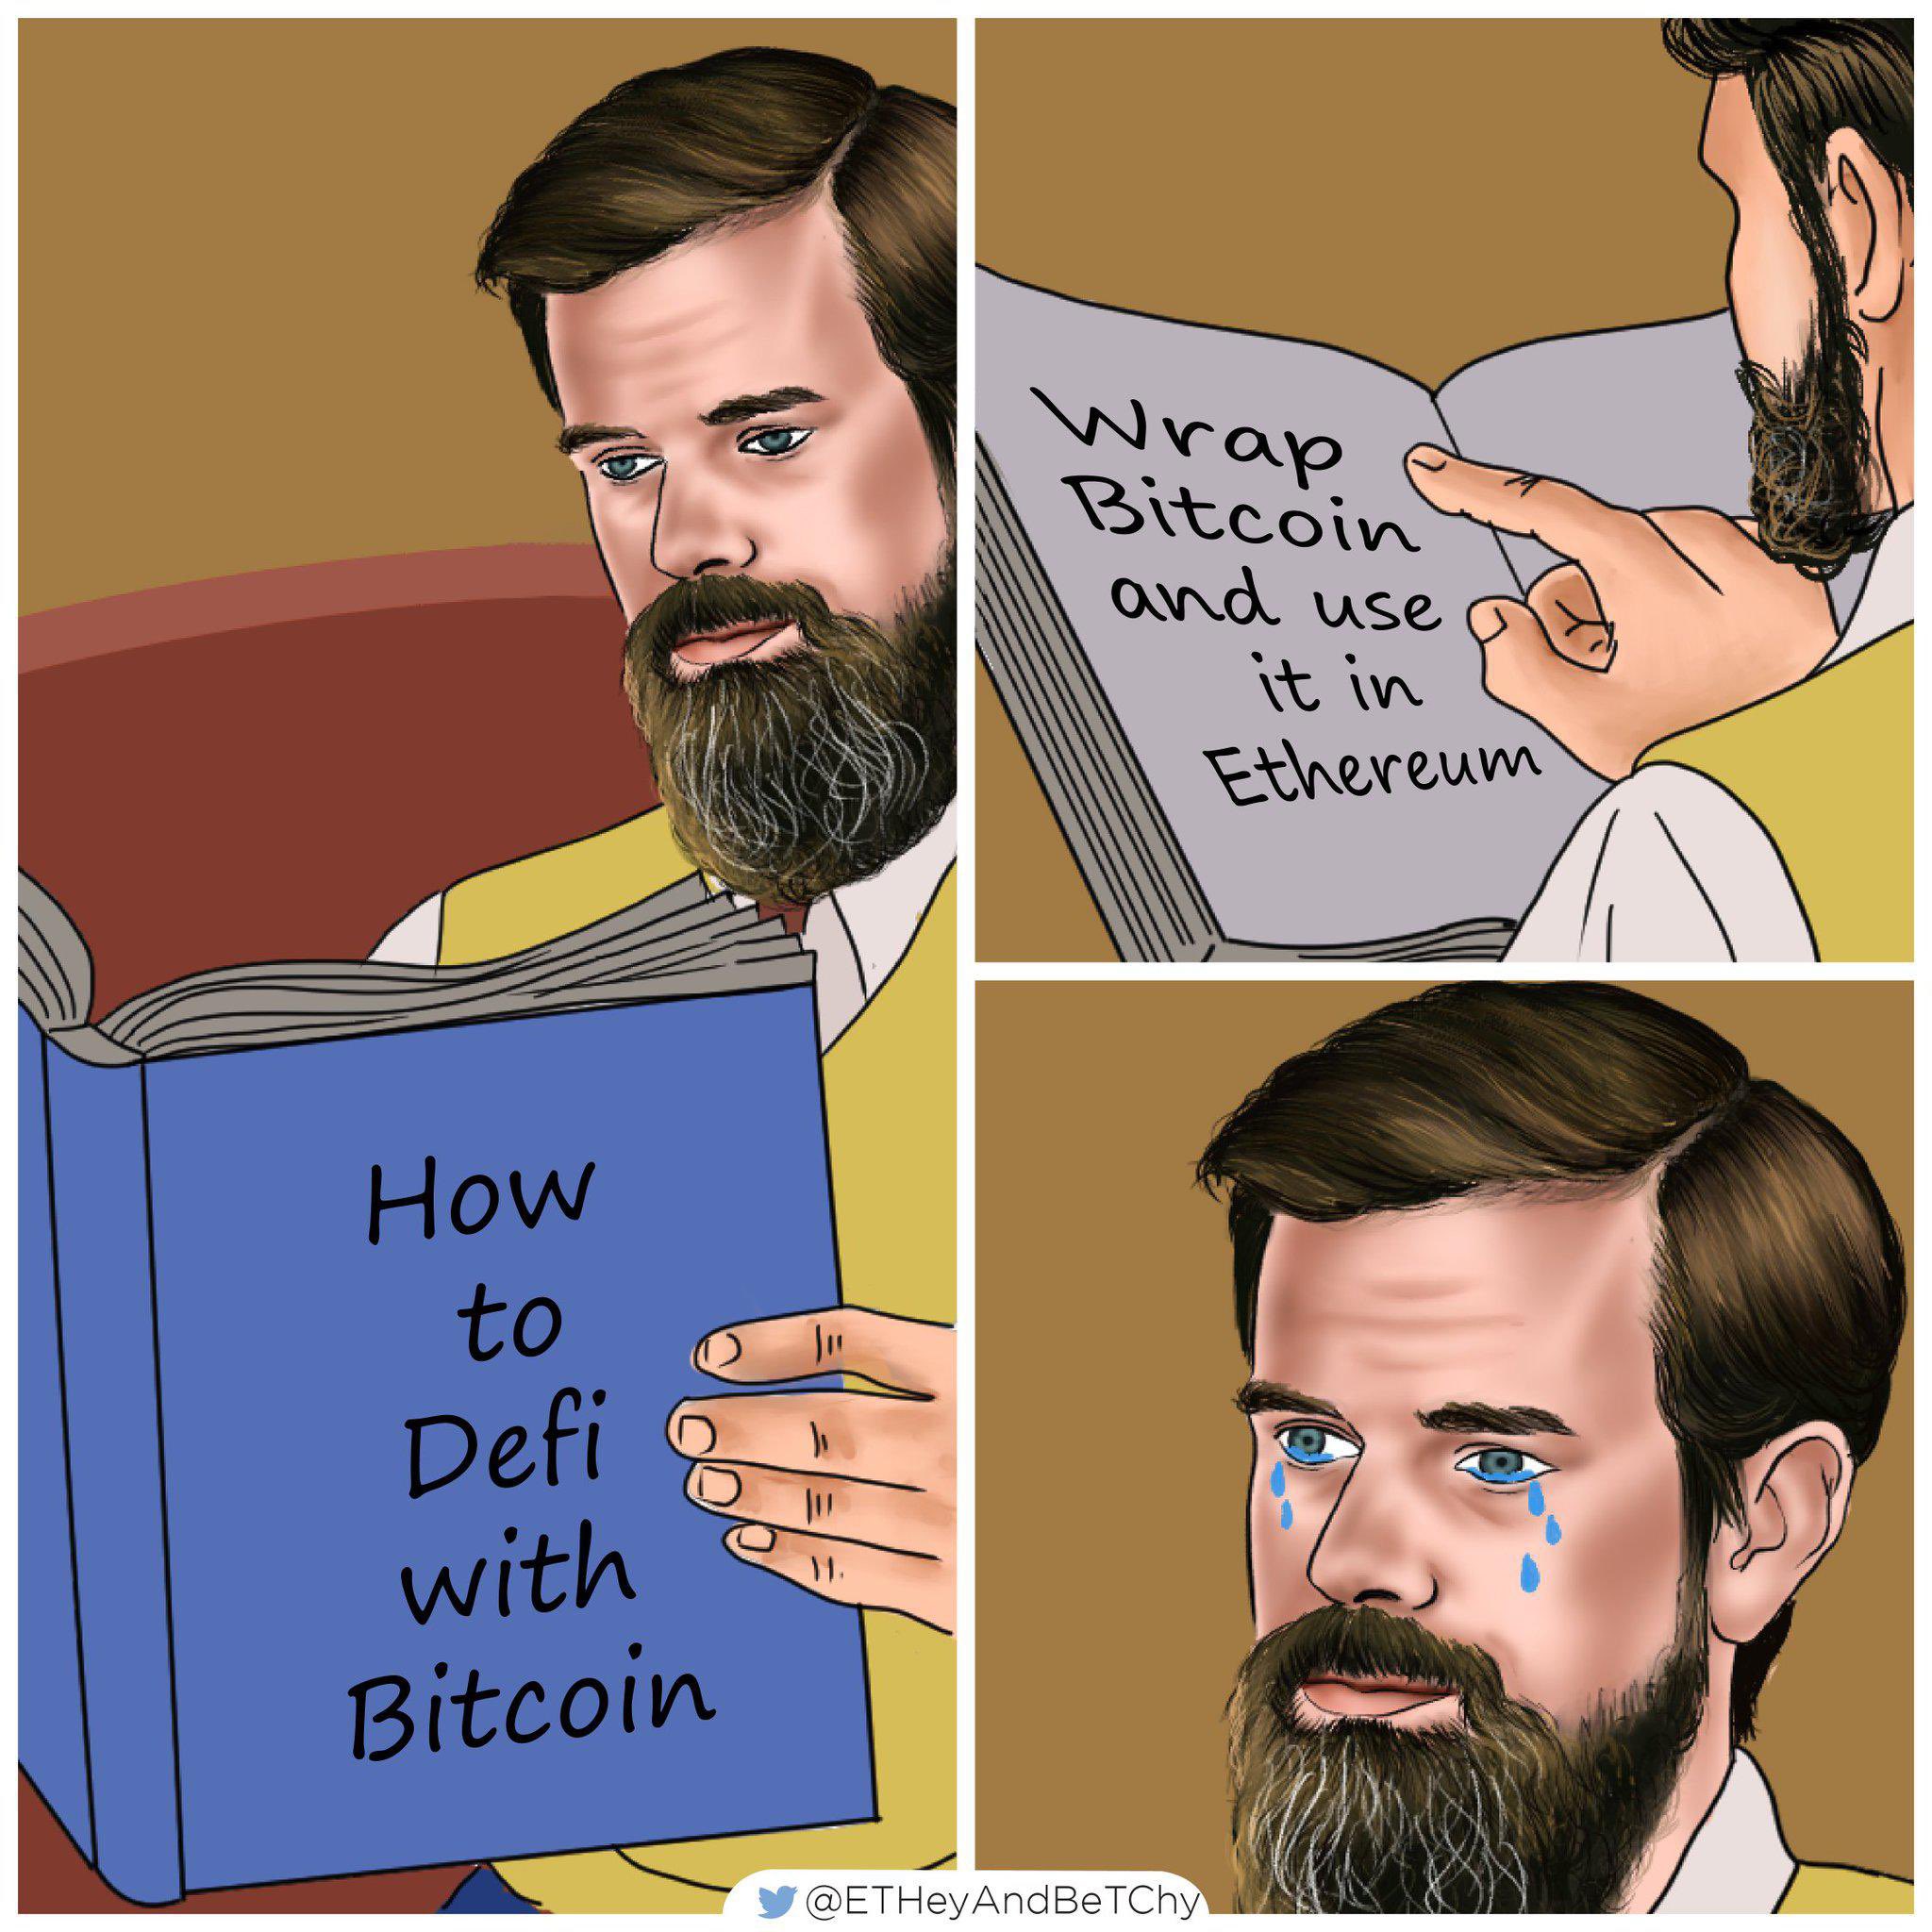 How
to
Defi
with
Bitcoin
Wrap
Bitcoin
and use
it in
Ethereum
@ETHeyAndBeTChy